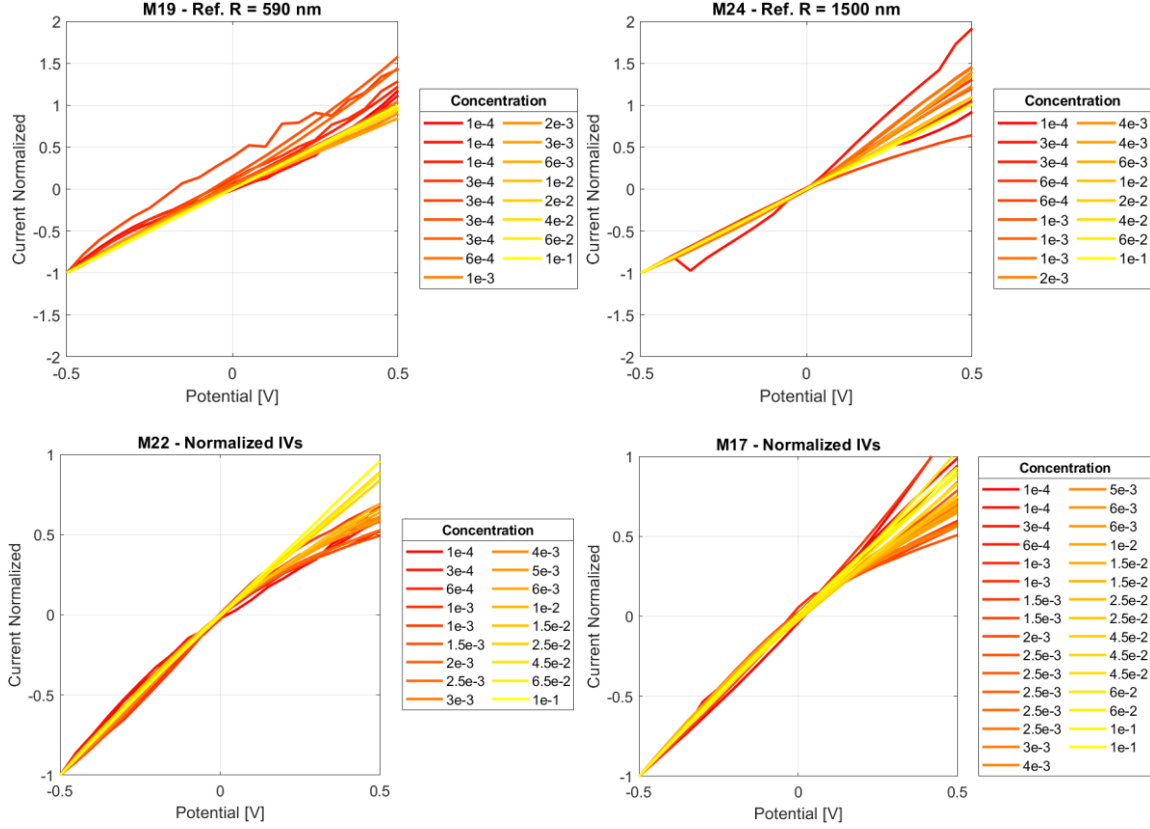 M19 - Ref. R = 590 nm
2
1.5
1
0.5
0
-0.5
-1
-1.5
-2
-0.5
0
0.5
Current Normalized
Potential [V]
Concentration
1e-4 2e-3
1e-4 3e-3
1e-4 6e-3
3e-4 1e-2
3e-4 2e-2
3e-4 4e-2
3e-4 6e-2
6e-4 1e-1
1e-3
M24 - Ref. R = 1500 nm
2
1.5
1
0.5
0
-0.5
-1
-1.5
-2
-0.5
0
0.5
Current Normalized
Potential [V]
Concentration
1e-4 4e-3
3e-4 4e-3
3e-4 6e-3
6e-4 1e-2
6e-4 2e-2
1e-3 4e-2
1e-3 6e-2
1e-3 1e-1
2e-3
M22 - Normalized IVs
1
0.5
0
-0.5
-1
-0.5
0
0.5
Current Normalized
Potential [V]
Concentration
1e-4 4e-3
3e-4 5e-3
6e-4 6e-3
1e-3 1e-2
1e-3 1.5e-2
1.5e-3 2.5e-2
2e-3 4.5e-2
2.5e-3 6.5e-2
3e-3 1e-1
M17 - Normalized IVs
1
0.5
0
-0.5
-1
-0.5
0
0.5
Current Normalized
Potential [V]
Concentration
1e-4 5e-3
1e-4 6e-3
3e-4 6e-3
6e-4 1e-2
1e-3 1.5e-2
1e-3 1.5e-2
1.5e-3 2.5e-2
1.5e-3 2.5e-2
2e-3 4.5e-2
2.5e-3 4.5e-2
2.5e-3 4.5e-2
2.5e-3 6e-2
2.5e-3 6e-2
2.5e-3 1e-1
3e-3 1e-1
4e-3